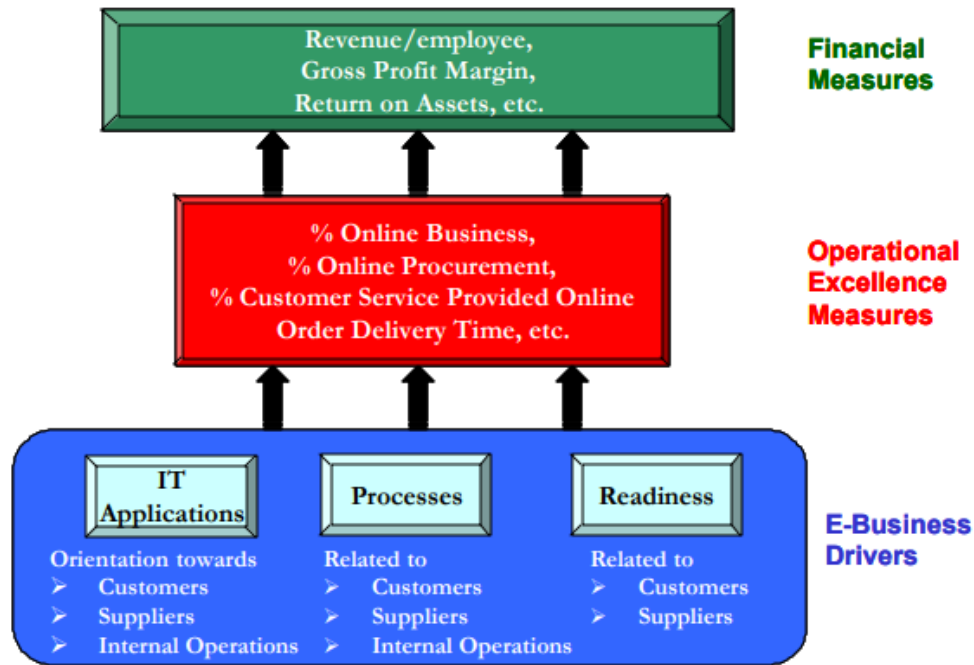 Revenue/employee,
Gross Profit Margin,
Return on Assets, etc.
Financial
Measures
% Online Business,
% Online Procurement,
% Customer Service Provided Online
Order Delivery Time, etc.
Operational
Excellence
Measures
IT
Applications
Orientation towards
➢ Customers
➢ Suppliers
➢ Internal Operations
Processes
Related to
➢ Customers
➢ Suppliers
➢ Internal Operations
Readiness
Related to
➢ Customers
➢ Suppliers
E-Business
Drivers